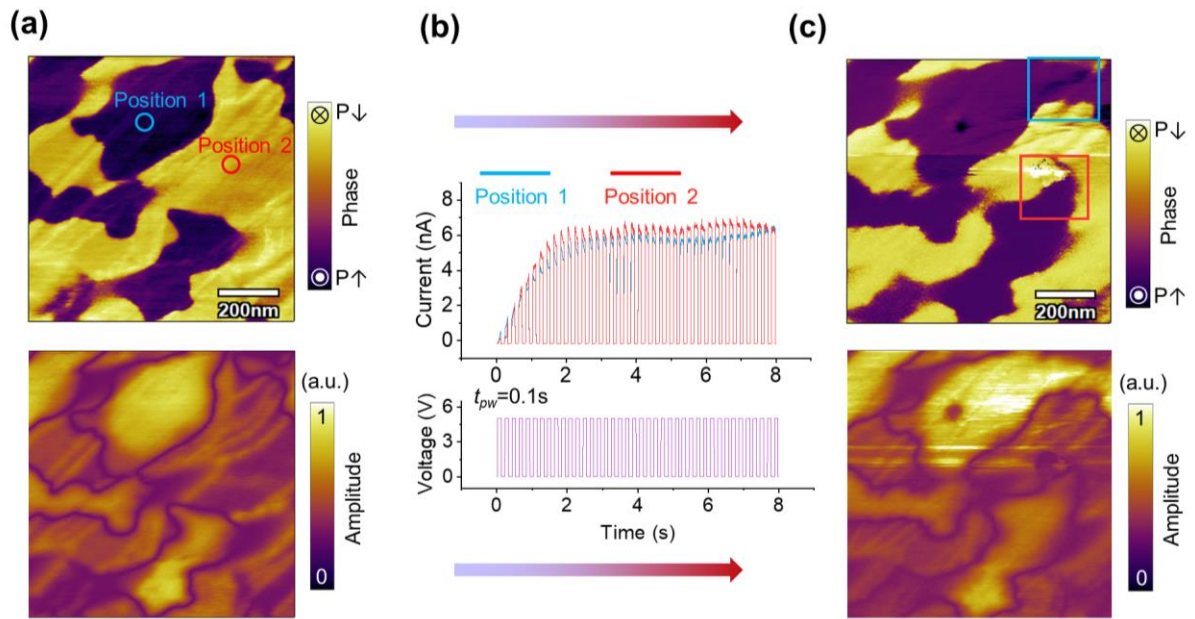 (a)
Position 1
Position 2
200nm
P↓
Phase
P↑
(a.u.)
1
Amplitude
0
(b)
Position 1
Position 2
Current (nA)
8
6
4
2
0
0 2 4 6 8
t_pw=0.1s
Voltage (V)
6
3
0
0 2 4 6 8
Time (s)
(c)
200nm
P↓
Phase
P↑
(a.u.)
1
Amplitude
0